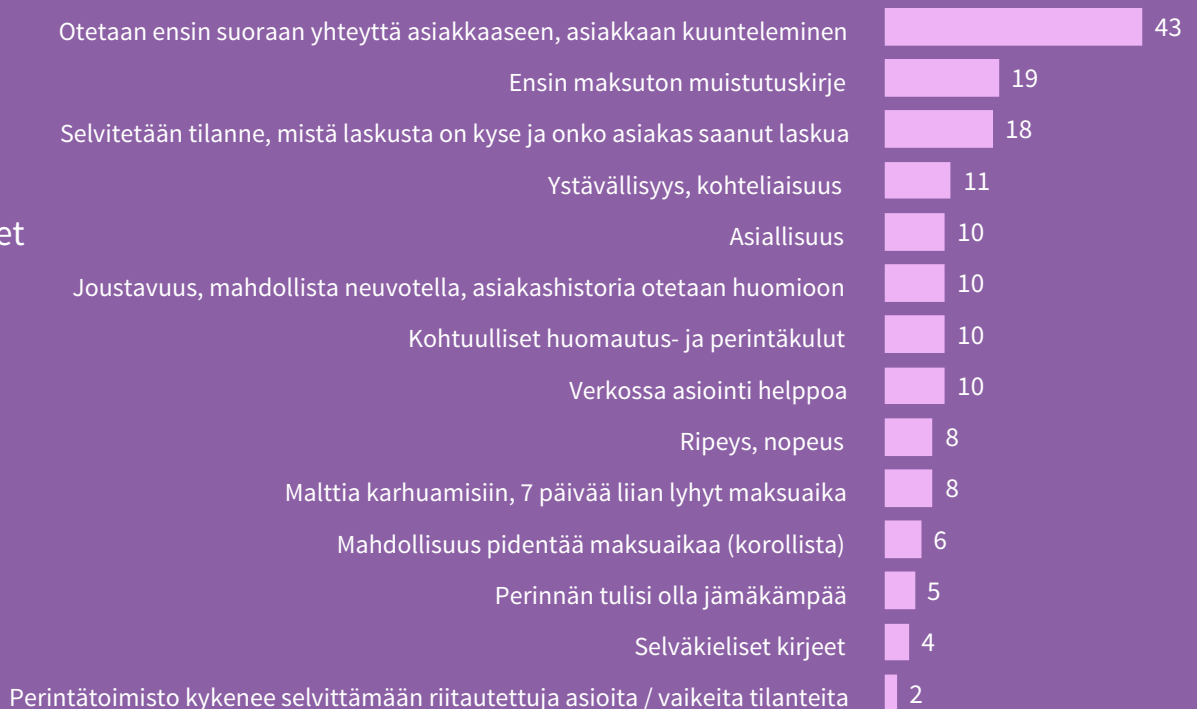 Otetaan ensin suoraan yhteyttä asiakkaaseen, asiakkaan kuunteleminen 43
Ensin maksuton muistutuskirje 19
Selvitetään tilanne, mistä laskusta on kyse ja onko asiakas saanut laskua 18
Ystävällisyys, kohteliaisuus 11
et
Asiallisuus 10
Joustavuus, mahdollista neuvotella, asiakashistoria otetaan huomioon 10
Kohtuulliset huomautus- ja perintäkulut 10
Verkossa asiointi helppoa 10
Ripeys, nopeus 8
Malttia karhuamisiin, 7 päivää liian lyhyt maksuaika 8
Mahdollisuus pidentää maksuaikaa (korollista) 6
Perinnän tulisi olla jämäkämpää 5
Selväkieliset kirjeet 4
Perintätoimisto kykenee selvittämään riitautettuja asioita / vaikeita tilanteita 2